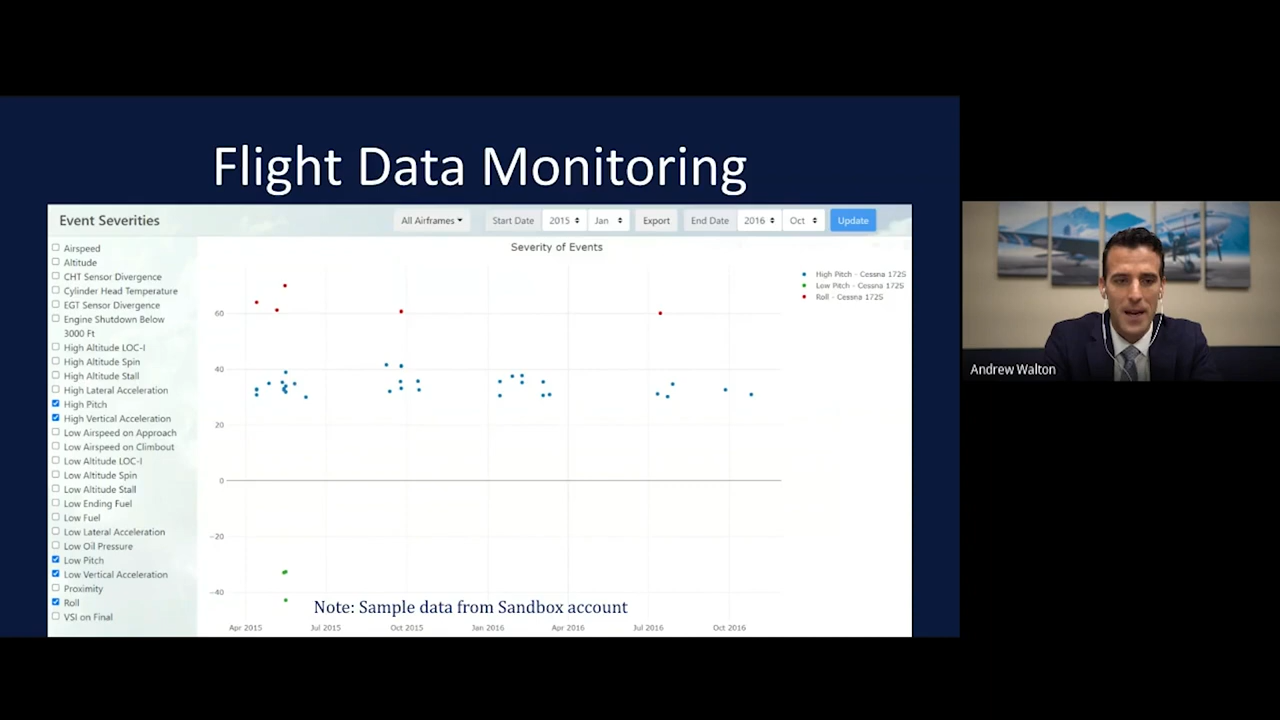 Flight Data Monitoring
Event Severities
All Airframes
Start Date
2015
Jan
Export
End Date
2016
Oct
Update
Airspeed
Altitude
CHT Sensor Divergence
Cylinder Head Temperature
EGT Sensor Divergence
Engine Shutdown Below
3000 Ft
High Altitude LOC-I
High Altitude Spin
High Altitude Stall
High Lateral Acceleration
High Pitch
High Vertical Acceleration
Low Airspeed on Approach
Low Airspeed on Climbout
Low Altitude LOC-I
Low Altitude Spin
Low Altitude Stall
Low Ending Fuel
Low Fuel
Low Lateral Acceleration
Low Oil Pressure
Low Pitch
Low Vertical Acceleration
Proximity
Roll
VSI on Final
Severity of Events
High Pitch - Cessna 172S
Low Pitch - Cessna 172S
Roll - Cessna 172S
60
40
20
0
−20
−40
Note: Sample data from Sandbox account
Apr 2015
Jul 2015
Oct 2015
Jan 2016
Apr 2016
Jul 2016
Oct 2016
Andrew Walton